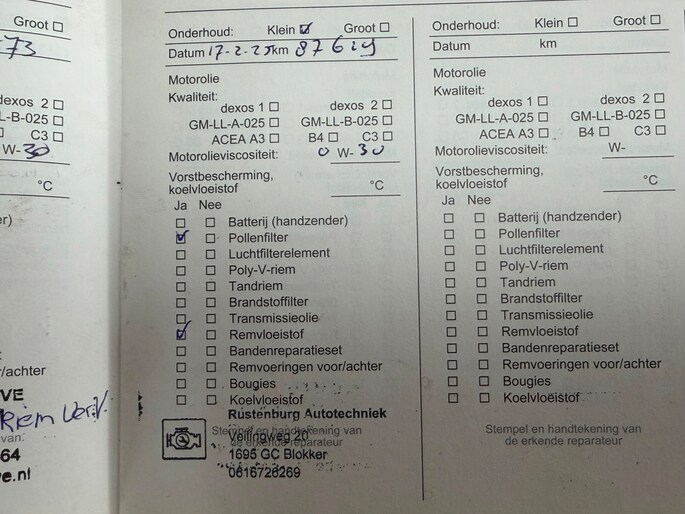 73
Groot
dexos 2
LL-B-025
C3
W-30
°C
er)
r/achter
VE
Riem Ver.V.
van.
64
e.nl
Onderhoud: Klein Groot
Datum 17-2-25 km 87619
Motorolie
Kwaliteit:
dexos 1 dexos 2
GM-LL-A-025 GM-LL-B-025
ACEA A3 B4 C3
Motorolieviscositeit: 0 W-30
Vorstbescherming,
koelvloeistof °C
Ja Nee
Batterij (handzender)
Pollenfilter
Luchtfilterelement
Poly-V-riem
Tandriem
Brandstoffilter
Transmissieolie
Remvloeistof
Bandenreparatieset
Remvoeringen voor/achter
Bougies
Koelvloeistof
Rustenburg Autotechniek
Stempel en handtekening van
Veilingweg 20
de erkende reparateur
1695 GC Blokker
0616726269
Onderhoud: Klein Groot
Datum km
Motorolie
Kwaliteit:
dexos 1 dexos 2
GM-LL-A-025 GM-LL-B-025
ACEA A3 B4 C3
Motorolieviscositeit: W-
Vorstbescherming,
koelvloeistof °C
Ja Nee
Batterij (handzender)
Pollenfilter
Luchtfilterelement
Poly-V-riem
Tandriem
Brandstoffilter
Transmissieolie
Remvloeistof
Bandenreparatieset
Remvoeringen voor/achter
Bougies
Koelvloeistof
Stempel en handtekening van
de erkende reparateur